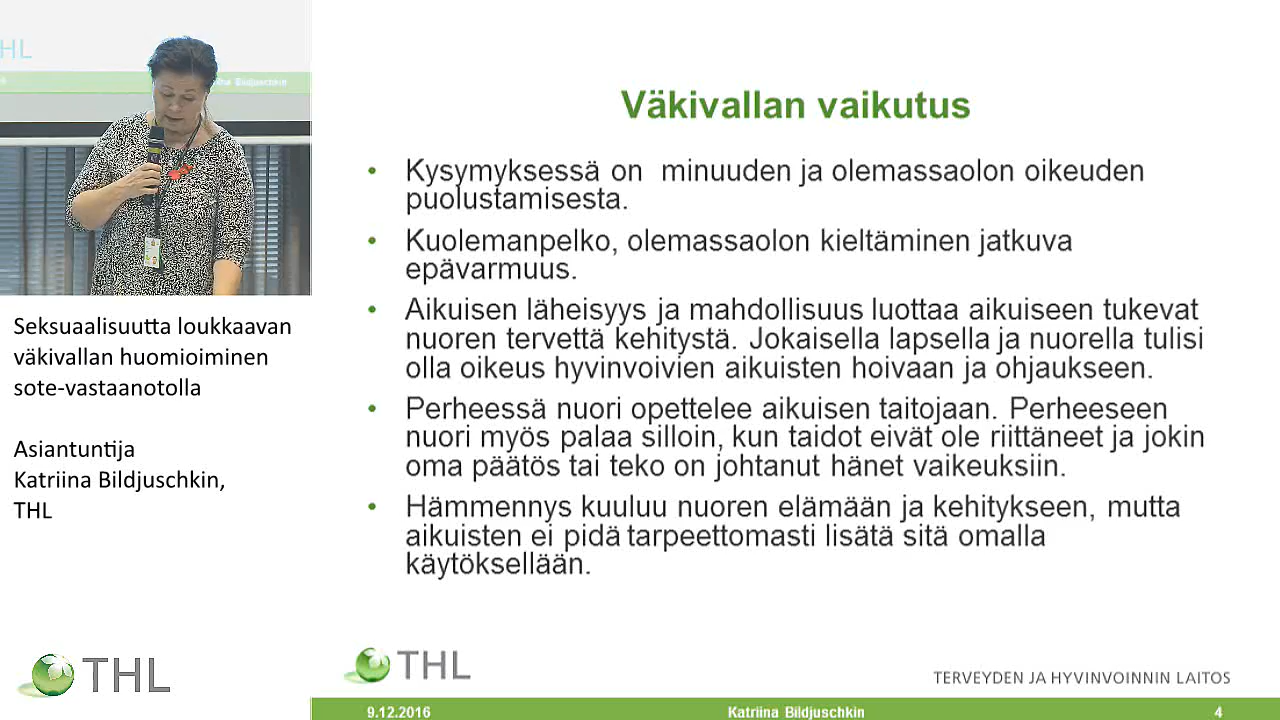 HL
Bildjuschkin
Seksuaalisuutta loukkaavan
väkivallan huomioiminen
sote-vastaanotolla
Asiantuntija
Katriina Bildjuschkin,
THL
THL
Väkivallan vaikutus
• Kysymyksessä on minuuden ja olemassaolon oikeuden
puolustamisesta.
• Kuolemanpelko, olemassaolon kieltäminen jatkuva
epävarmuus.
• Aikuisen läheisyys ja mahdollisuus luottaa aikuiseen tukevat
nuoren tervettä kehitystä. Jokaisella lapsella ja nuorella tulisi
olla oikeus hyvinvoivien aikuisten hoivaan ja ohjaukseen.
• Perheessä nuori opettelee aikuisen taitojaan. Perheeseen
nuori myös palaa silloin, kun taidot eivät ole riittäneet ja jokin
oma päätös tai teko on johtanut hänet vaikeuksiin.
• Hämmennys kuuluu nuoren elämään ja kehitykseen, mutta
aikuisten ei pidä tarpeettomasti lisätä sitä omalla
käytöksellään.
THL
TERVEYDEN JA HYVINVOINNIN LAITOS
9.12.2016 Katriina Bildjuschkin 4